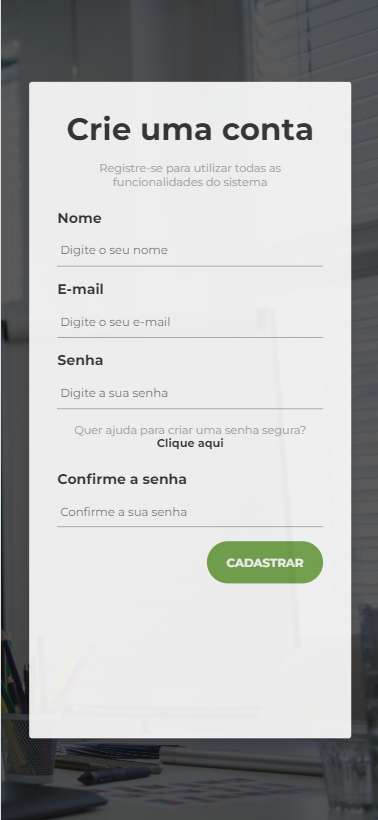 Crie uma conta
Registre-se para utilizar todas as
funcionalidades do sistema
Nome
Digite o seu nome
E-mail
Digite o seu e-mail
Senha
Digite a sua senha
Quer ajuda para criar uma senha segura?
Clique aqui
Confirme a senha
Confirme a sua senha
CADASTRAR